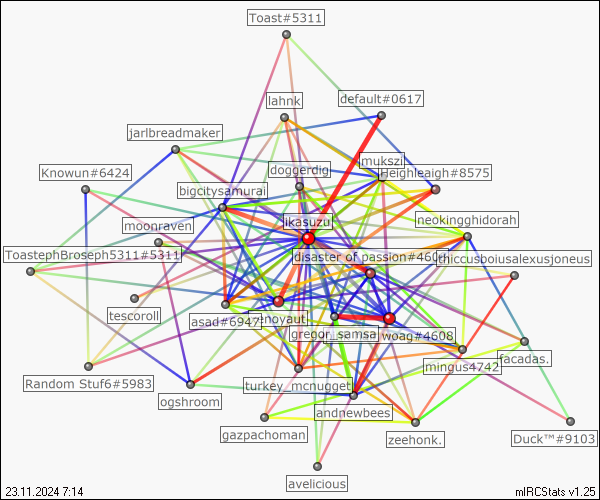 Toast#5311
lahnk
default#0617
jarlbreadmaker
mukszi
doggerdig
Heighleaigh#8575
Knowun#6424
bigcitysamurai
moonraven
ikasuzu
neokingghidorah
ToastephBroseph5311#5311
disaster of passion#460
thiccusboiusalexusjoneus
tescoroll
asad#6947
enoyaut
gregor_samsa
woag#4608
mingus4742
facadas.
Random Stuf6#5983
turkey_mcnugget
ogshroom
andnewbees
gazpachoman
zeehonk.
Duck™#9103
avelicious
23.11.2024 7:14
mIRCStats v1.25